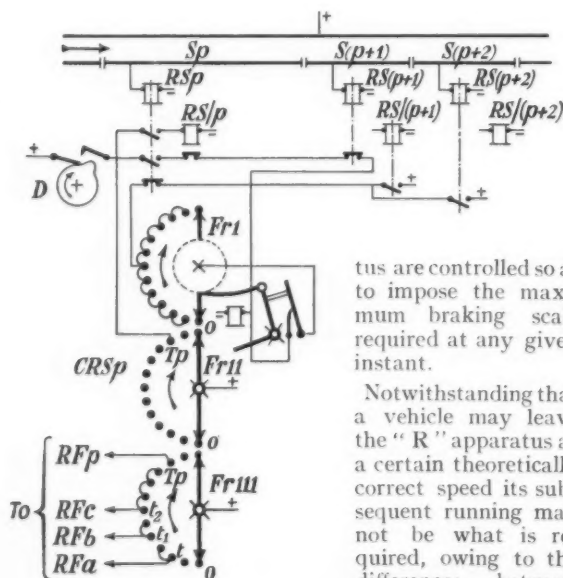 +
Sp S(p+1) S(p+2)
RSp RS(p+1) RS(p+2)
RS/p RS/(p+1) RS/(p+2)
+ + +
D +
Fr1
o
CRSp Tp Fr11 +
o
RFp Tp Fr111
To RFc t2 +
RFb t1
RFa t o
tus are controlled so a
to impose the max
mum braking sca
required at any give
instant.
Notwithstanding tha
a vehicle may leav
the " R " apparatus a
a certain theoretically
correct speed its sub
sequent running ma
not be what is re
quired, owing to th